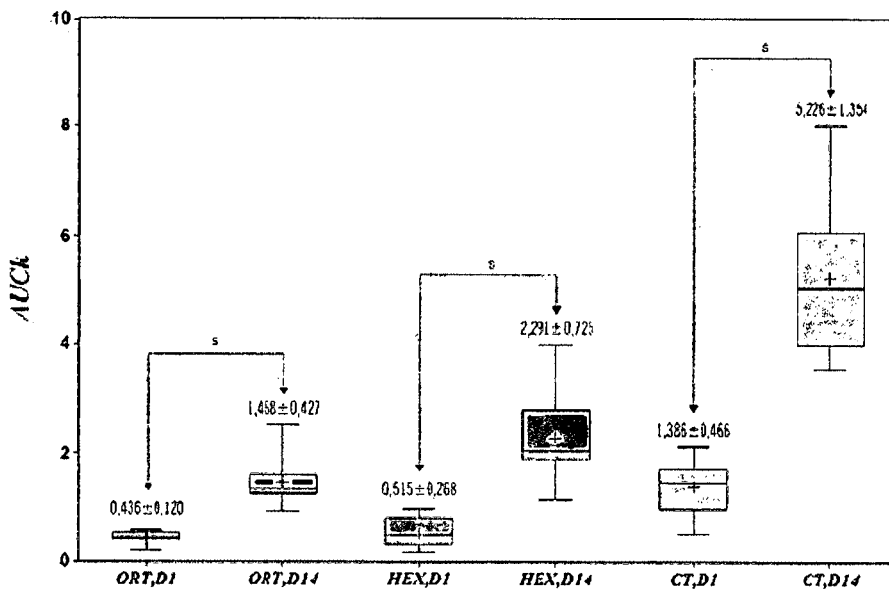 10
8
6
4
2
0
AUCk
s
5,226±1,354
s
2,291±0,725
s
1,468±0,427
1,386±0,466
0,436±0,120
0,515±0,268
ORT,D1
ORT,D14
HEX,D1
HEX,D14
CT,D1
CT,D14